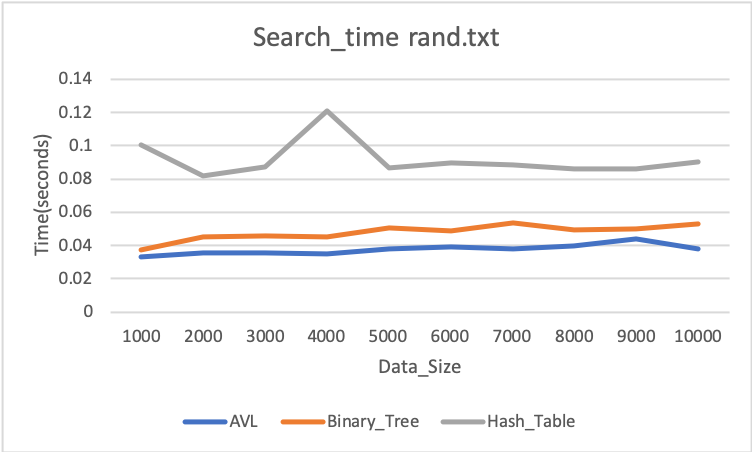 Search_time rand.txt
0.14
0.12
0.1
0.08
0.06
0.04
0.02
0
Time(seconds)
1000 2000 3000 4000 5000 6000 7000 8000 9000 10000
Data_Size
AVL Binary_Tree Hash_Table